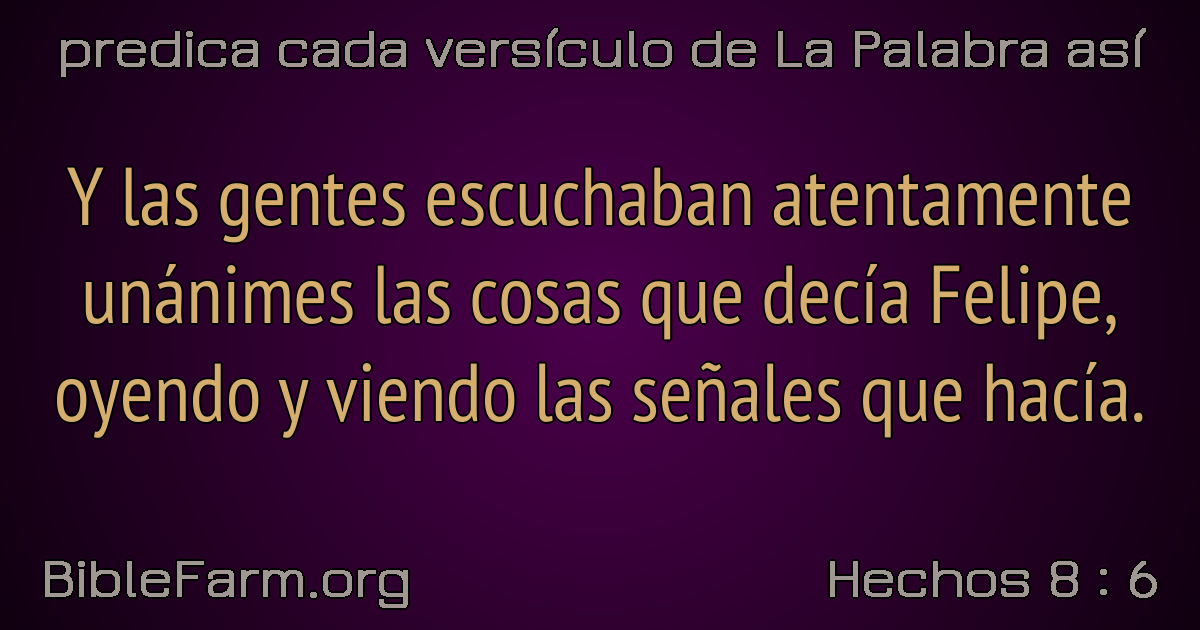 predica cada versículo de La Palabra así
Y las gentes escuchaban atentamente
unánimes las cosas que decía Felipe,
oyendo y viendo las señales que hacía.
BibleFarm.org
Hechos 8 : 6